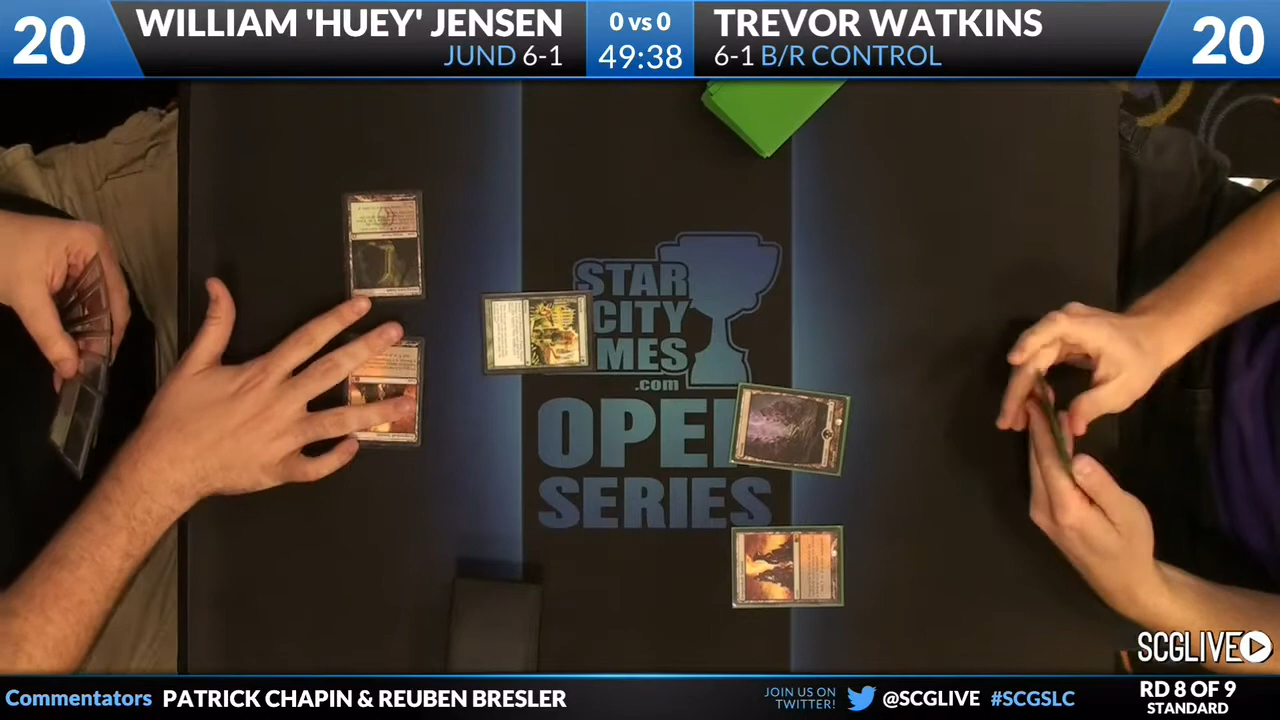 20
WILLIAM 'HUEY' JENSEN
JUND 6-1
0 vs 0
49:38
TREVOR WATKINS
6-1 B/R CONTROL
20
STAR
CITY
MES
.com
OPE
SERIES
SCGLIVE
Commentators PATRICK CHAPIN & REUBEN BRESLER
JOIN US ON
TWITTER!
@SCGLIVE #SCGSLC
RD 8 OF 9
STANDARD